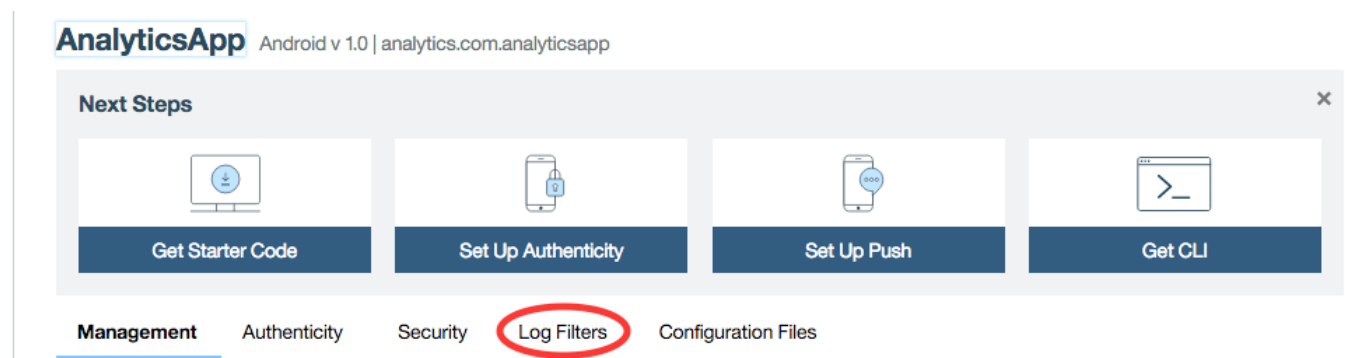 AnalyticsApp Android v 1.0 | analytics.com.analyticsapp
Next Steps
Get Starter Code
Set Up Authenticity
Set Up Push
Get CLI
Management Authenticity Security Log Filters Configuration Files